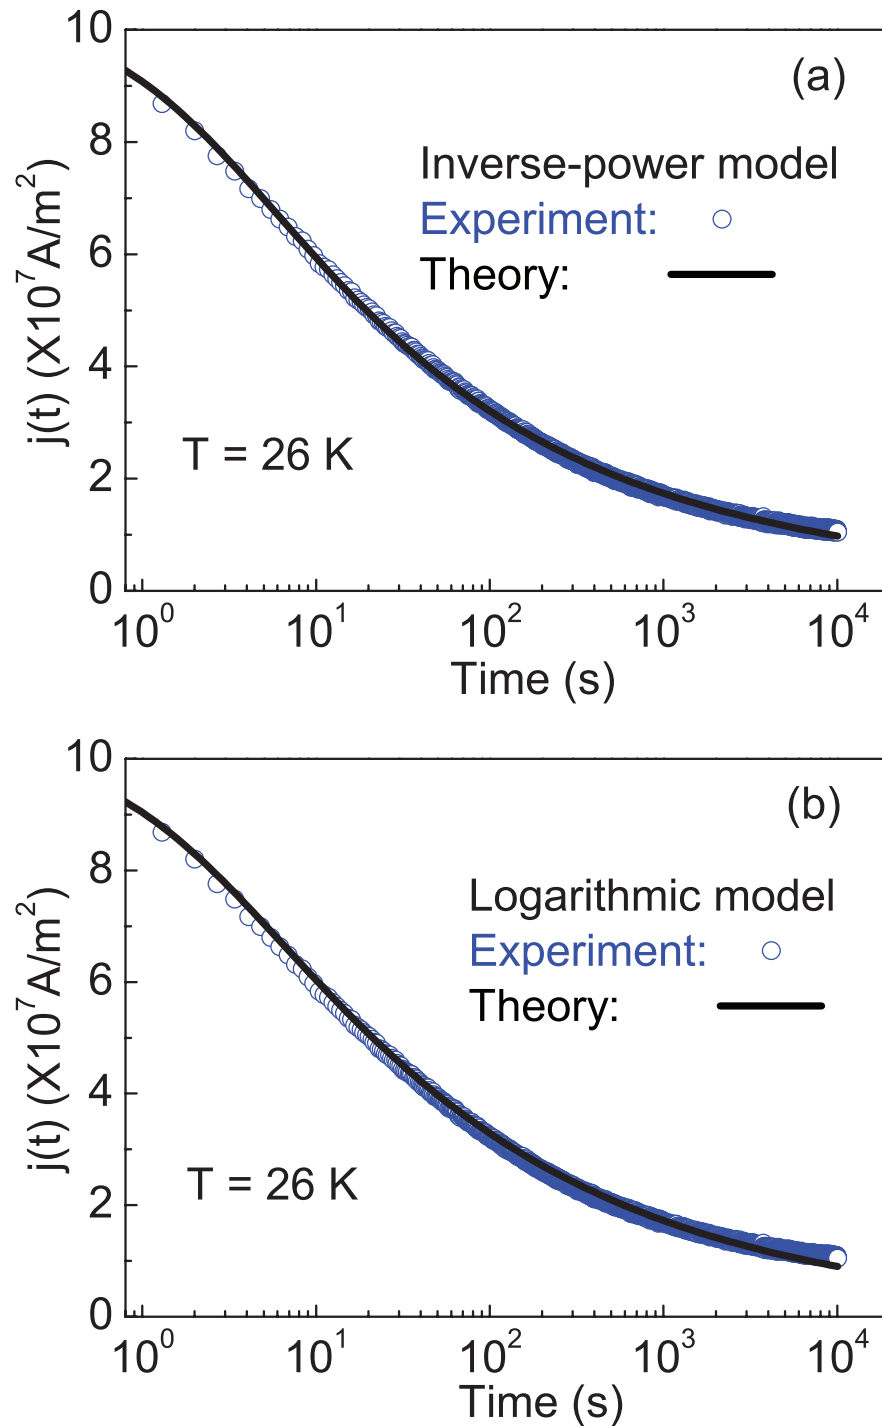 (a)
10
8
6
4
2
0
j(t) (X10⁷A/m²)
Inverse-power model
Experiment:
Theory:
T = 26 K
10⁰ 10¹ 10² 10³ 10⁴
Time (s)
(b)
10
8
6
4
2
0
j(t) (X10⁷A/m²)
Logarithmic model
Experiment:
Theory:
T = 26 K
10⁰ 10¹ 10² 10³ 10⁴
Time (s)